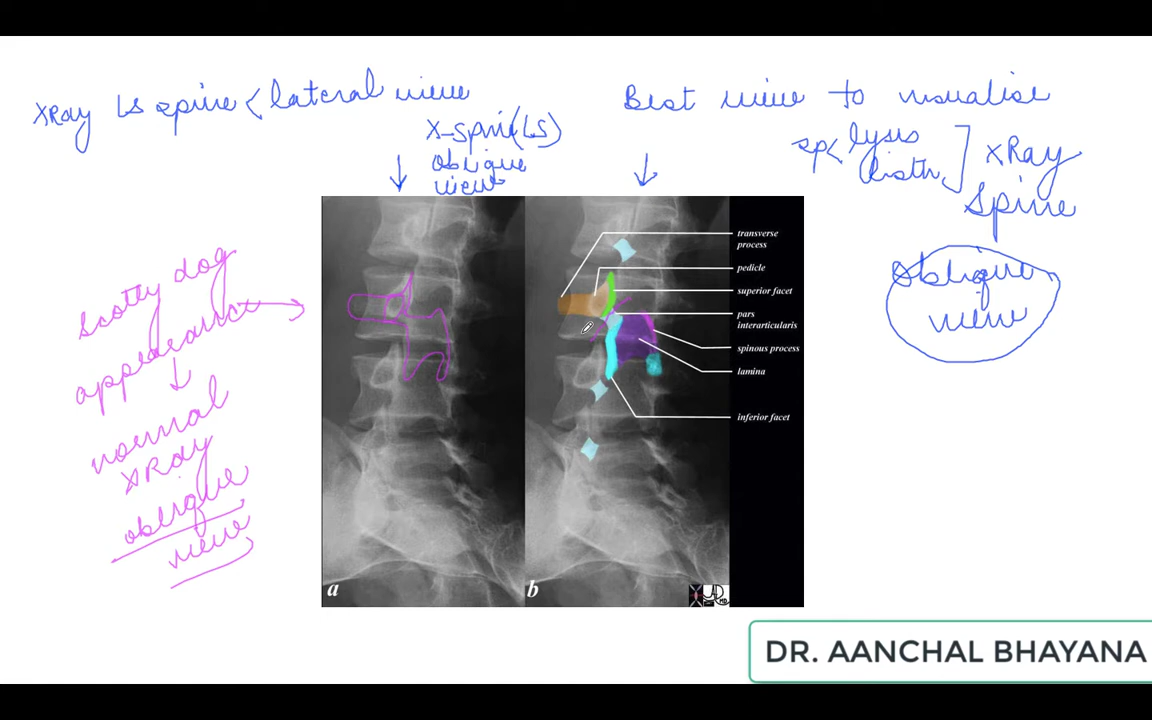 XRay LS spine < lateral view
X-spine (LS)
oblique
view
Best view to visualise
sp < lysis
listh
] XRay
Spine
oblique
view
Scotty dog
appearance
normal
XRay
oblique
view
transverse
process
pedicle
superior facet
pars
interarticularis
spinous process
lamina
inferior facet
a
b
MD
DR. AANCHAL BHAYANA